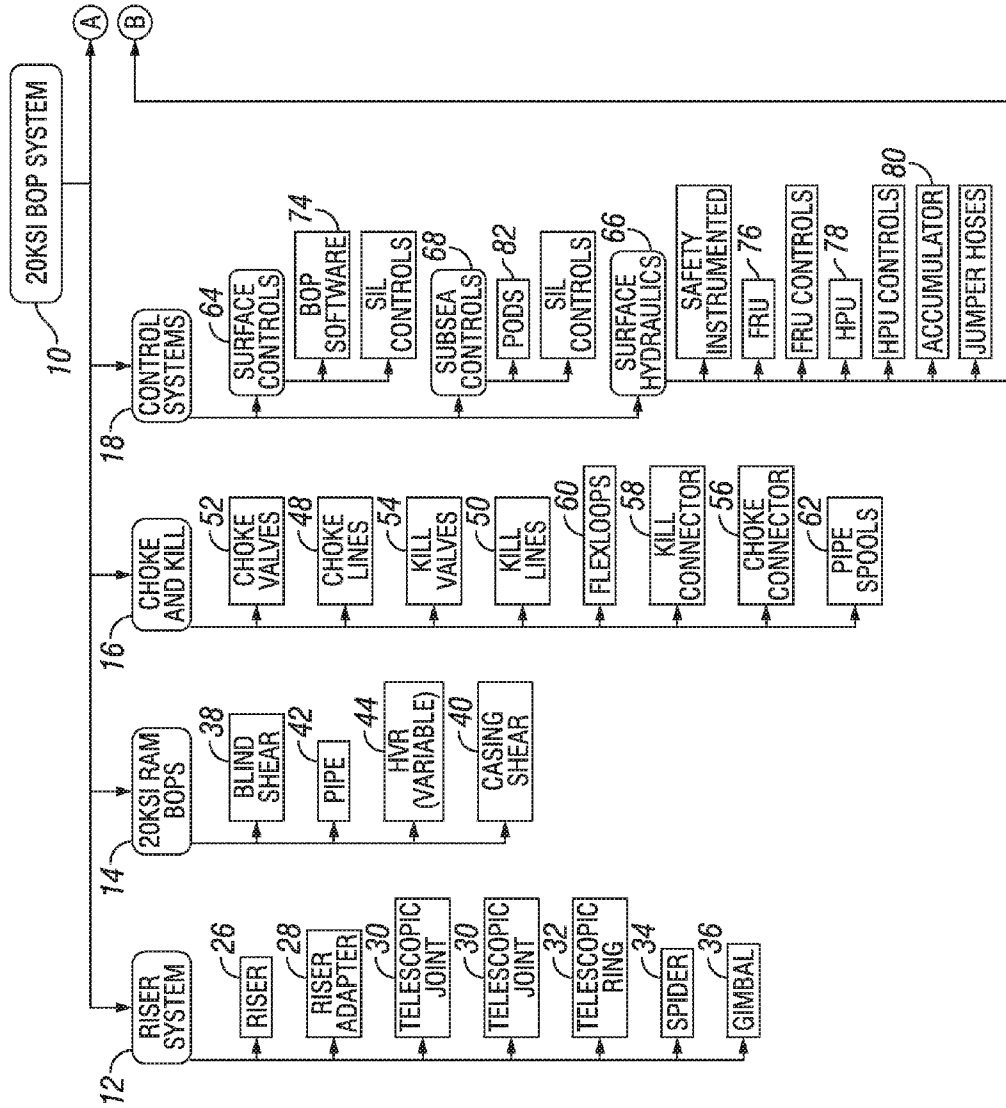 20KSI BOP SYSTEM
10
A
B
RISER
SYSTEM
12
RISER
26
RISER
ADAPTER
28
TELESCOPIC
JOINT
30
TELESCOPIC
JOINT
30
TELESCOPIC
RING
32
SPIDER
34
GIMBAL
36
20KSI RAM
BOPS
14
BLIND
SHEAR
38
PIPE
42
HVR
(VARIABLE)
44
CASING
SHEAR
40
CHOKE
AND KILL
16
CHOKE
VALVES
52
CHOKE
LINES
48
KILL
VALVES
54
KILL
LINES
50
FLEXLOOPS
60
KILL
CONNECTOR
58
CHOKE
CONNECTOR
56
PIPE
SPOOLS
62
CONTROL
SYSTEMS
18
SURFACE
CONTROLS
64
BOP
SOFTWARE
74
SIL
CONTROLS
SUBSEA
CONTROLS
68
PODS
82
SIL
CONTROLS
SURFACE
HYDRAULICS
66
SAFETY
INSTRUMENTED
FRU
76
FRU CONTROLS
HPU
78
HPU CONTROLS
ACCUMULATOR
80
JUMPER HOSES